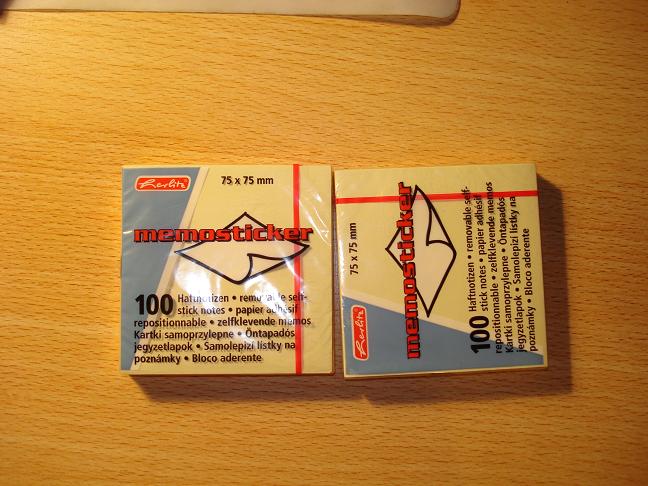 Herlitz
75 x 75 mm
memosticker
100 Haftnotizen • removable self-
stick notes • papier adhésif
repositionnable • zelfklevende memos
Kartki samoprzylepne • Öntapadós
jegyzetlapok • Samolepizí lístky na
poznámky • Bloco aderente
Herlitz
75 x 75 mm
memosticker
100 Haftnotizen • removable self-
stick notes • papier adhésif
repositionnable • zelfklevende memos
Kartki samoprzylepne • Öntapadós
jegyzetlapok • Samolepizí lístky na
poznámky • Bloco aderente